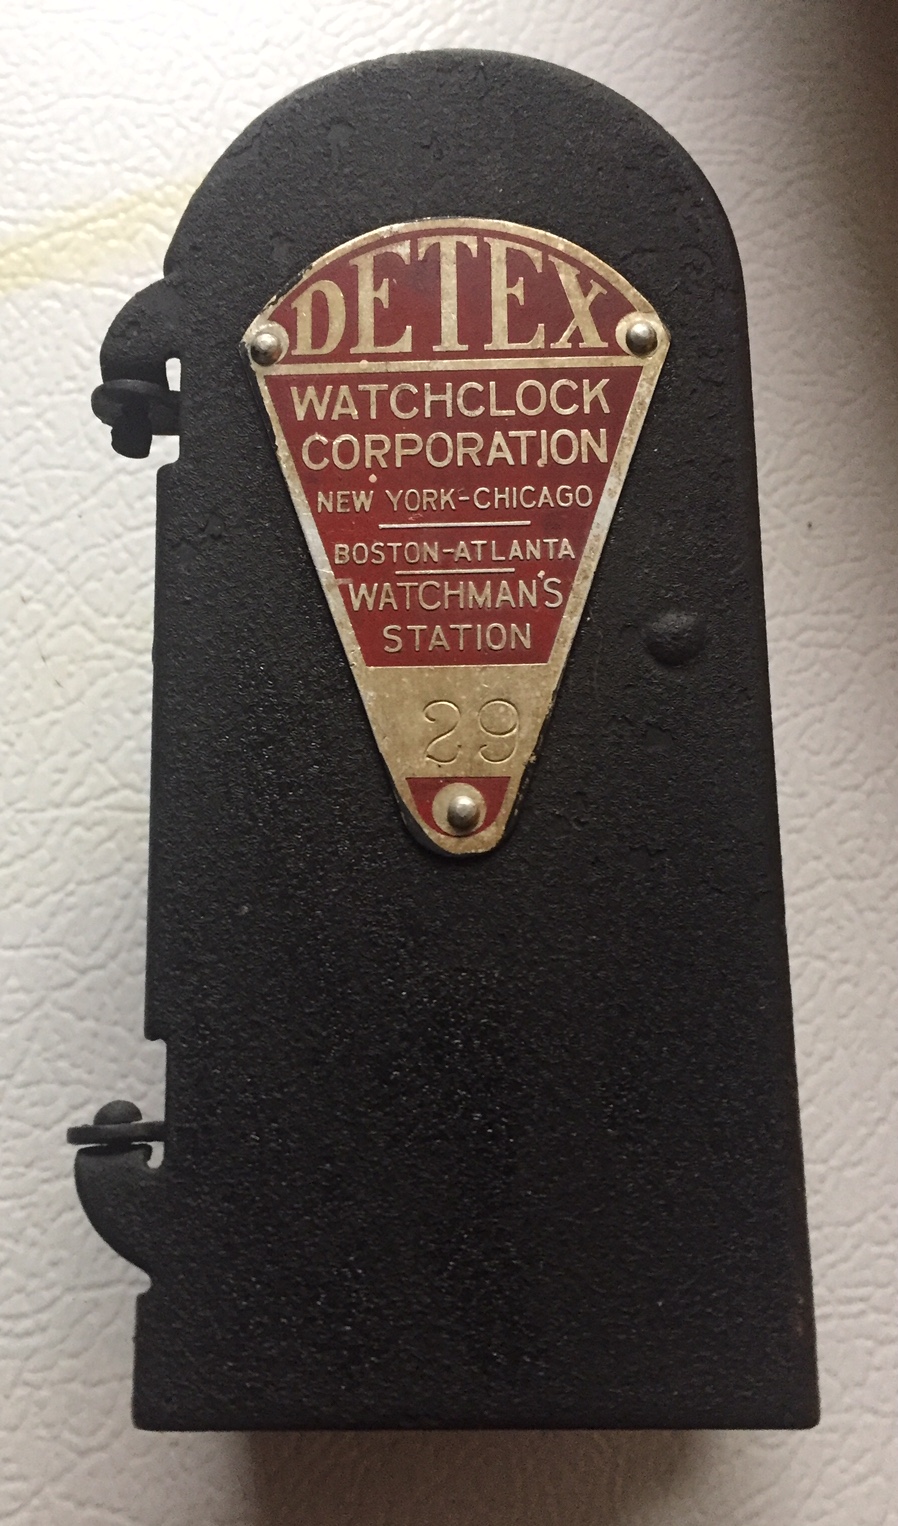 DETEX
WATCHCLOCK
CORPORATION
NEW YORK-CHICAGO
BOSTON-ATLANTA
WATCHMAN'S
STATION
29